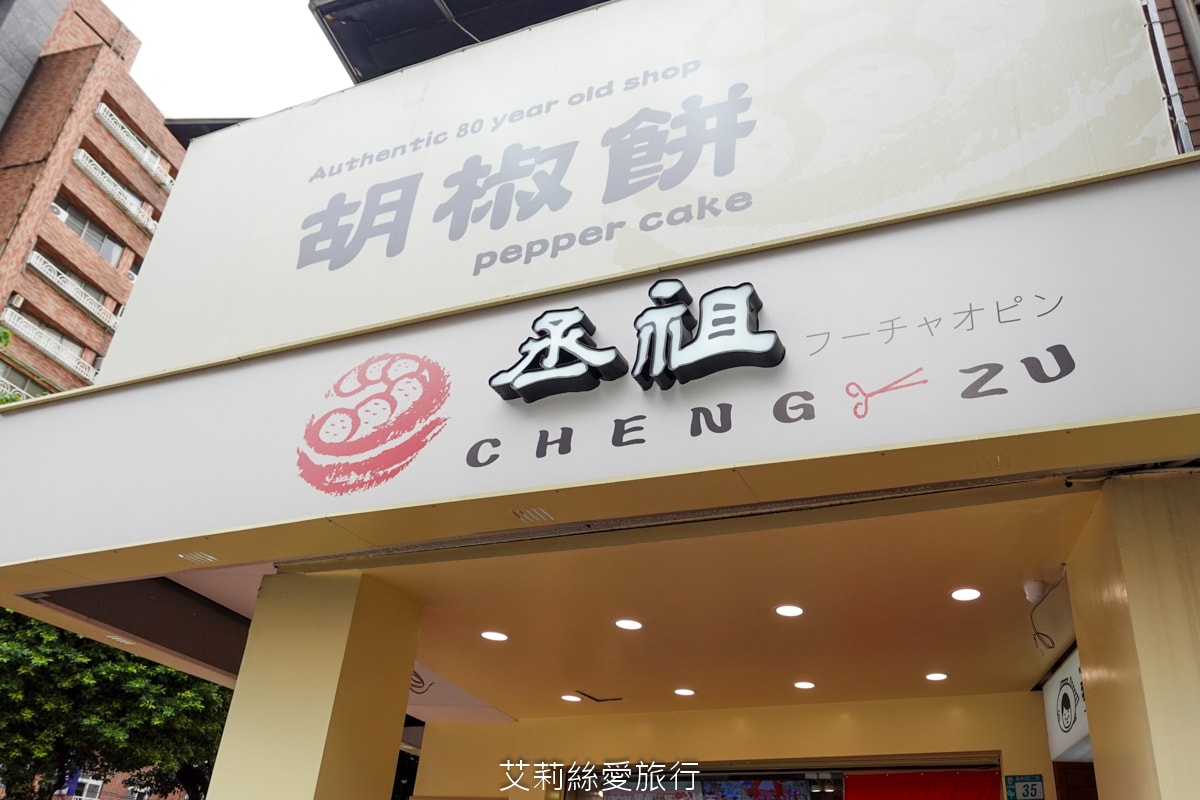 Authentic 80 year old shop
胡椒餅
pepper cake
丞祖
フーチャオピン
CHENG ZU
35
艾莉絲愛旅行